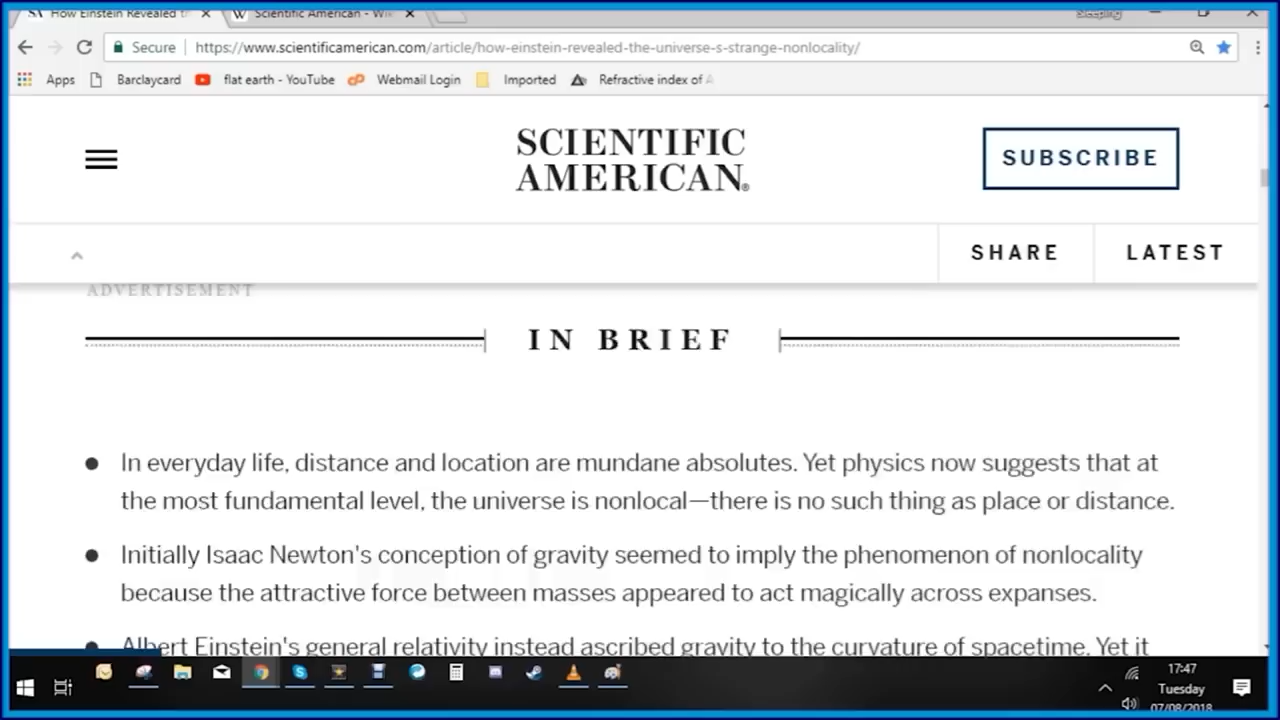 How Einstein Revealed t
Scientific American - Wi
Sleeping
Secure
https://www.scientificamerican.com/article/how-einstein-revealed-the-universe-s-strange-nonlocality/
Apps
Barclaycard
flat earth - YouTube
Webmail Login
Imported
Refractive index of A
SCIENTIFIC
AMERICAN®
SUBSCRIBE
SHARE
LATEST
ADVERTISEMENT
IN BRIEF
● In everyday life, distance and location are mundane absolutes. Yet physics now suggests that at
the most fundamental level, the universe is nonlocal—there is no such thing as place or distance.
● Initially Isaac Newton's conception of gravity seemed to imply the phenomenon of nonlocality
because the attractive force between masses appeared to act magically across expanses.
● Albert Einstein's general relativity instead ascribed gravity to the curvature of spacetime. Yet it
17:47
Tuesday
07/08/2018